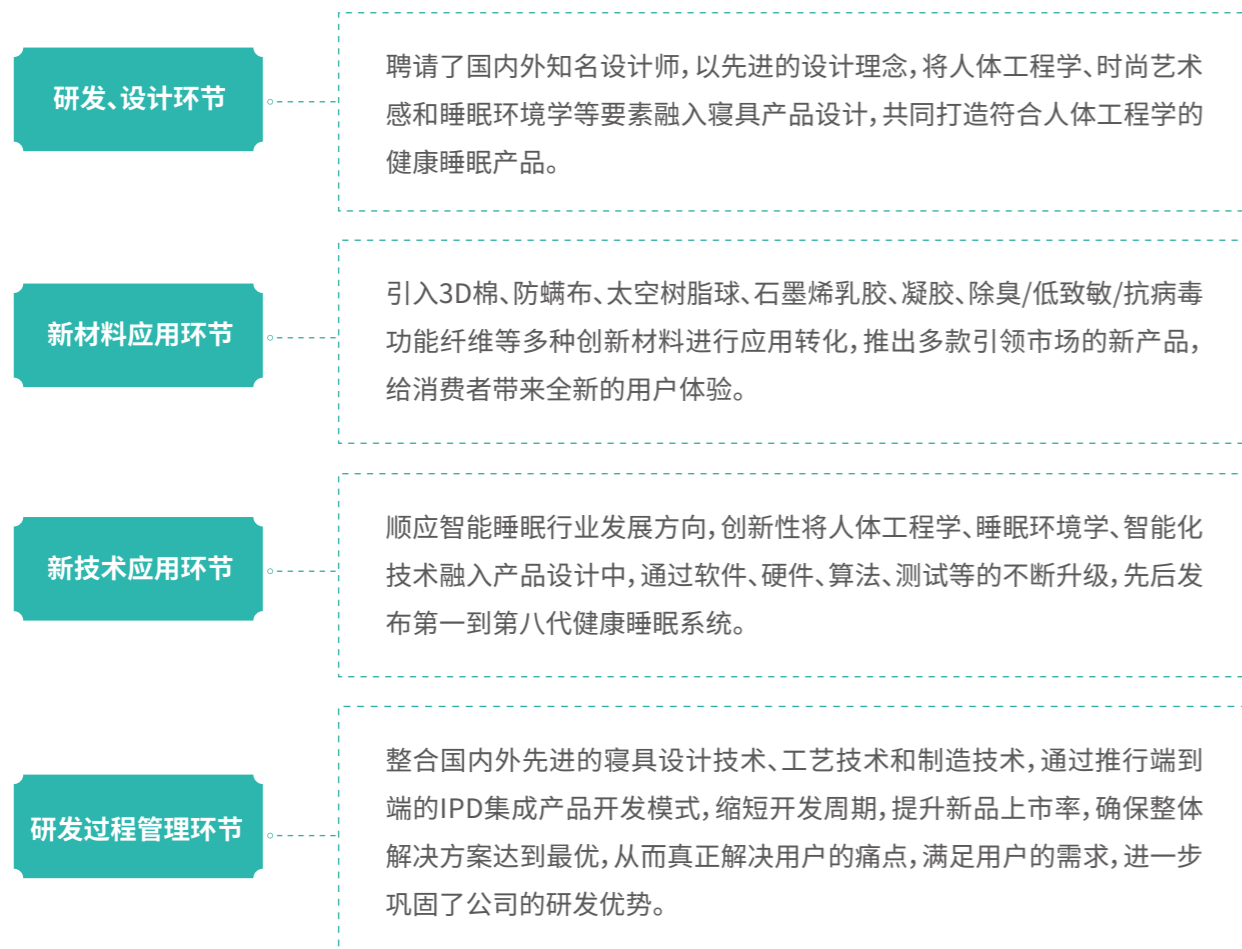 研发、设计环节
聘请了国内外知名设计师,以先进的设计理念,将人体工程学、时尚艺术
感和睡眠环境学等要素融入寝具产品设计,共同打造符合人体工程学的
健康睡眠产品。
新材料应用环节
引入3D棉、防螨布、太空树脂球、石墨烯乳胶、凝胶、除臭/低致敏/抗病毒
功能纤维等多种创新材料进行应用转化,推出多款引领市场的新产品,
给消费者带来全新的用户体验。
新技术应用环节
顺应智能睡眠行业发展方向,创新性将人体工程学、睡眠环境学、智能化
技术融入产品设计中,通过软件、硬件、算法、测试等的不断升级,先后发
布第一到第八代健康睡眠系统。
研发过程管理环节
整合国内外先进的寝具设计技术、工艺技术和制造技术,通过推行端到
端的IPD集成产品开发模式,缩短开发周期,提升新品上市率,确保整体
解决方案达到最优,从而真正解决用户的痛点,满足用户的需求,进一步
巩固了公司的研发优势。